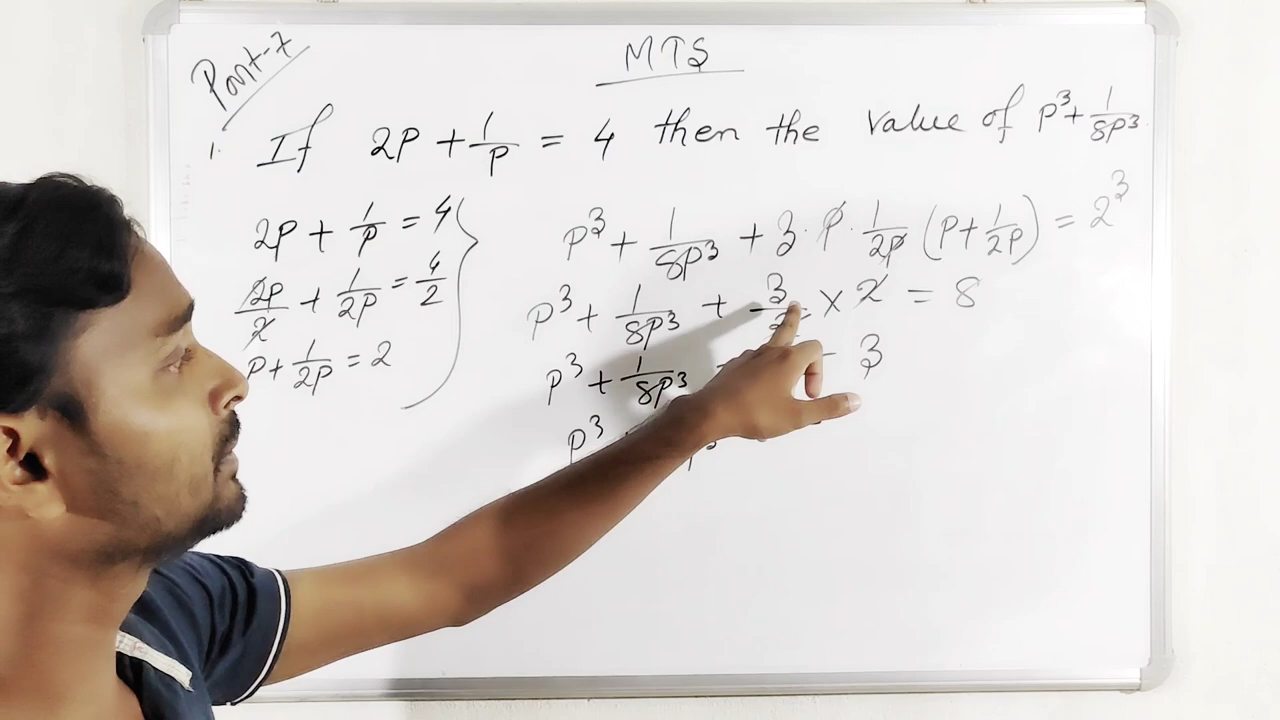 Part-7
MTS
1. If 2P + 1/P = 4 then the value of P³ + 1/8P³
2P + 1/P = 4
2P/2 + 1/2P = 4/2
P + 1/2P = 2
P³ + 1/8P³ + 3 · P · 1/2P (P + 1/2P) = 2³
P³ + 1/8P³ + 3/2 × 2 = 8
P³ + 1/8P³ - 3
P³